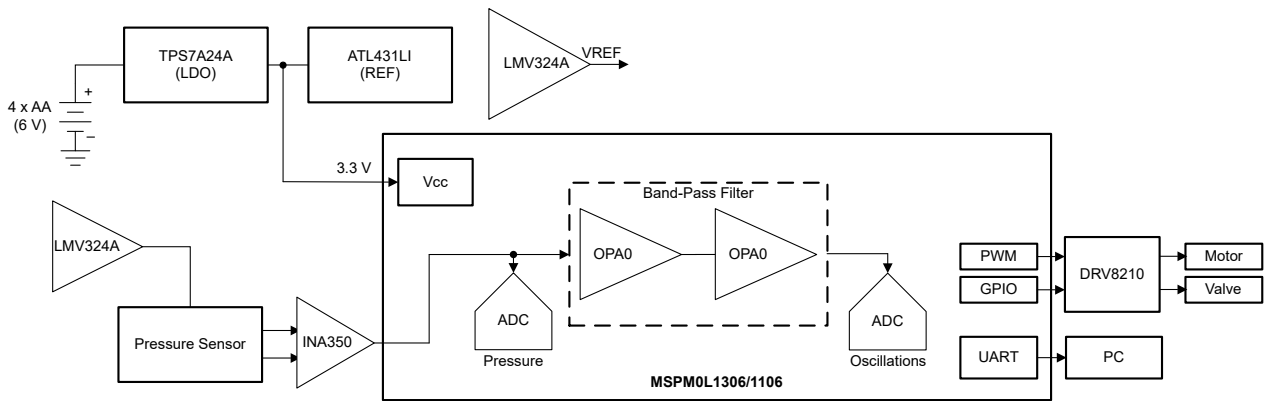 TPS7A24A
(LDO)
ATL431LI
(REF)
LMV324A
VREF
4 x AA
(6 V)
+
–
3.3 V
Vcc
Band-Pass Filter
LMV324A
OPA0
OPA0
PWM
GPIO
DRV8210
Motor
Valve
Pressure Sensor
INA350
ADC
Pressure
ADC
Oscillations
UART
PC
MSPM0L1306/1106